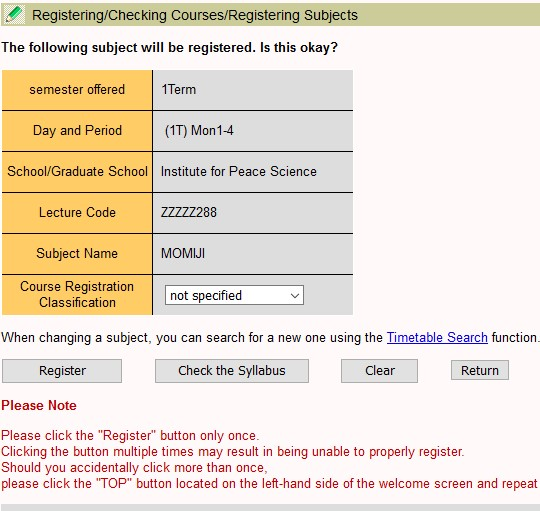 Registering/Checking Courses/Registering Subjects
The following subject will be registered. Is this okay?
semester offered 1Term
Day and Period (1T) Mon1-4
School/Graduate School Institute for Peace Science
Lecture Code ZZZZZ288
Subject Name MOMIJI
Course Registration
Classification
not specified
When changing a subject, you can search for a new one using the Timetable Search function.
Register Check the Syllabus Clear Return
Please Note
Please click the "Register" button only once.
Clicking the button multiple times may result in being unable to properly register.
Should you accidentally click more than once,
please click the "TOP" button located on the left-hand side of the welcome screen and repeat